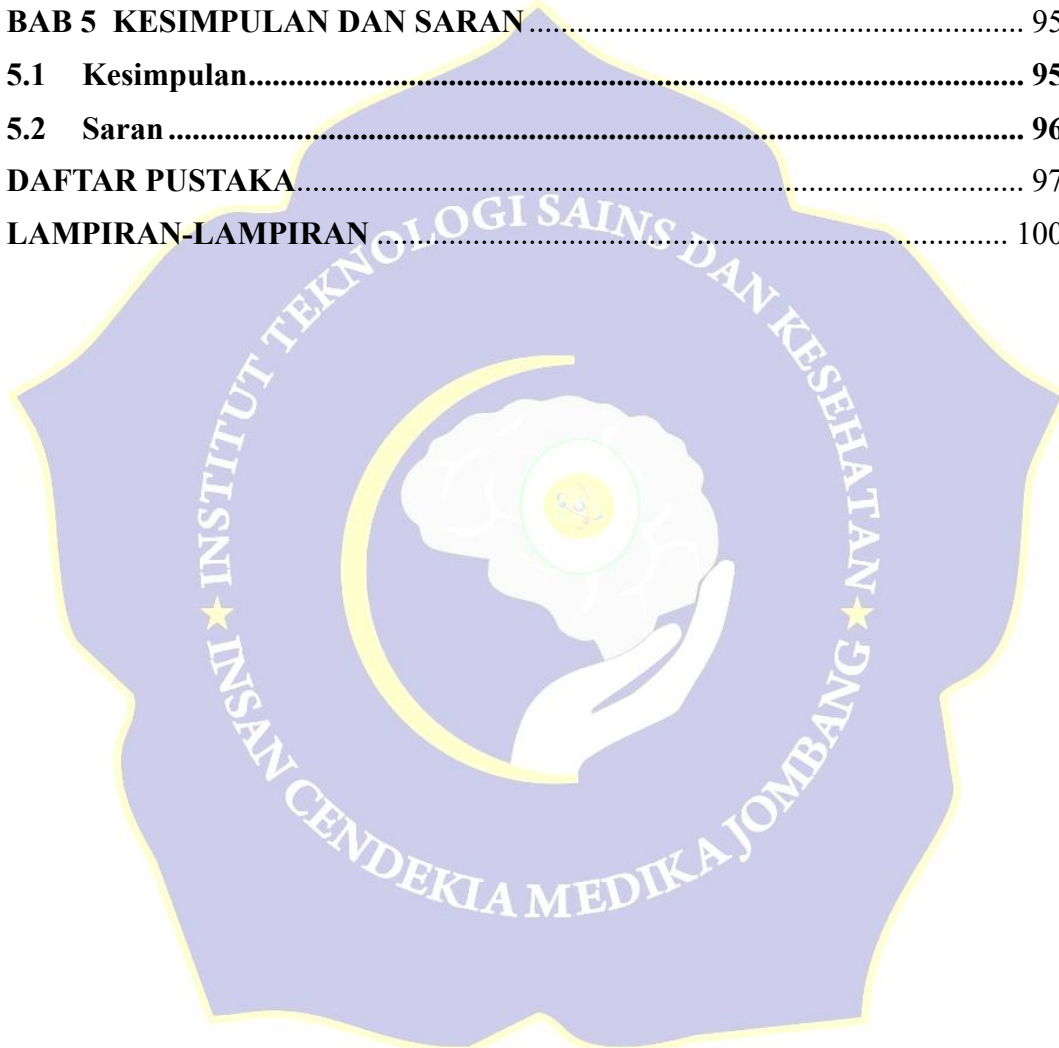 BAB 5 KESIMPULAN DAN SARAN ........................................................ 95
5.1 Kesimpulan........................................................................................... 95
5.2 Saran .................................................................................................... 96
DAFTAR PUSTAKA..................................................................................... 97
LAMPIRAN-LAMPIRAN .......................................................................... 100
INSTITUT TEKNOLOGI SAINS DAN KESEHATAN
★ INSAN CENDEKIA MEDIKA JOMBANG ★